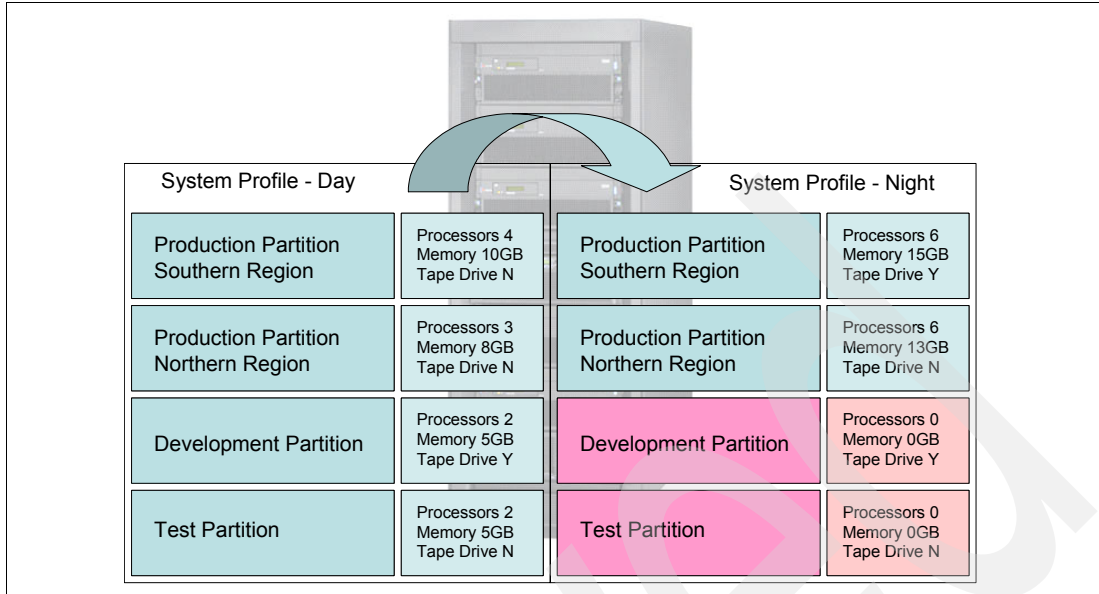 System Profile - Day
System Profile - Night
Production Partition
Southern Region
Processors 4
Memory 10GB
Tape Drive N
Production Partition
Southern Region
Processors 6
Memory 15GB
Tape Drive Y
Production Partition
Northern Region
Processors 3
Memory 8GB
Tape Drive N
Production Partition
Northern Region
Processors 6
Memory 13GB
Tape Drive N
Development Partition
Processors 2
Memory 5GB
Tape Drive Y
Development Partition
Processors 0
Memory 0GB
Tape Drive Y
Test Partition
Processors 2
Memory 5GB
Tape Drive N
Test Partition
Processors 0
Memory 0GB
Tape Drive N